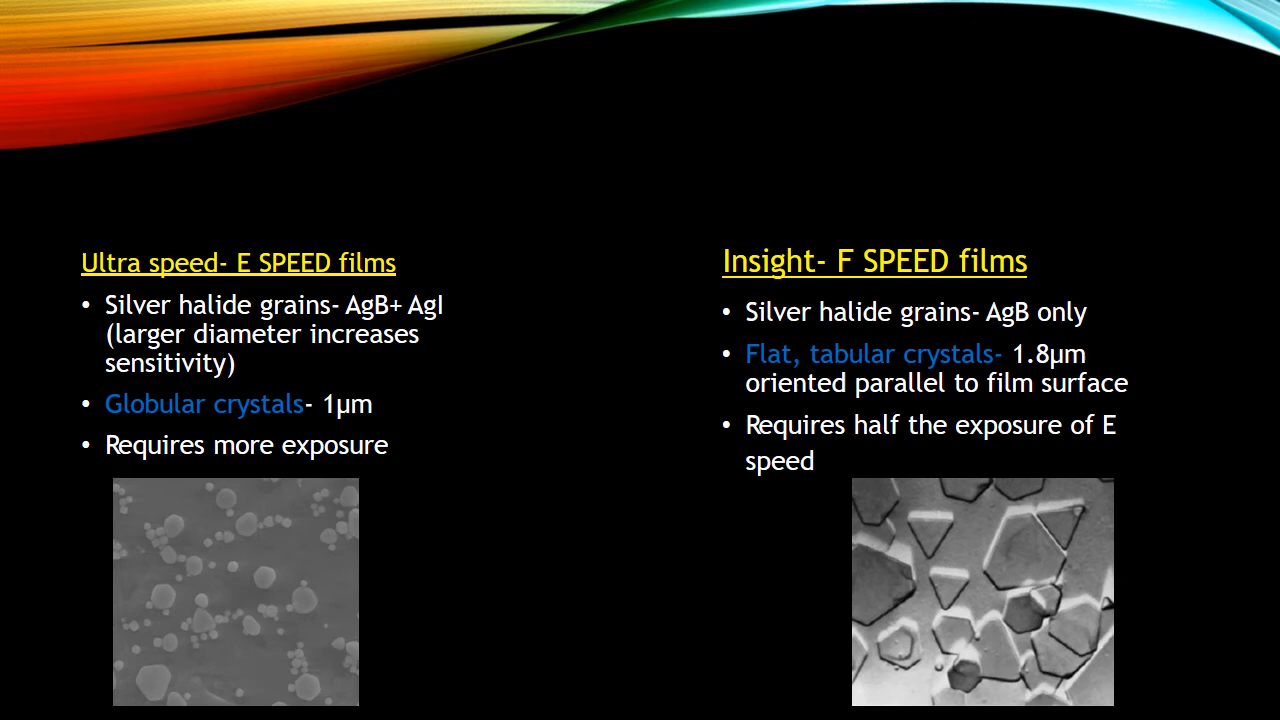 Ultra speed- E SPEED films
• Silver halide grains- AgB+ AgI
(larger diameter increases
sensitivity)
• Globular crystals- 1µm
• Requires more exposure
Insight- F SPEED films
• Silver halide grains- AgB only
• Flat, tabular crystals- 1.8µm
oriented parallel to film surface
• Requires half the exposure of E
speed